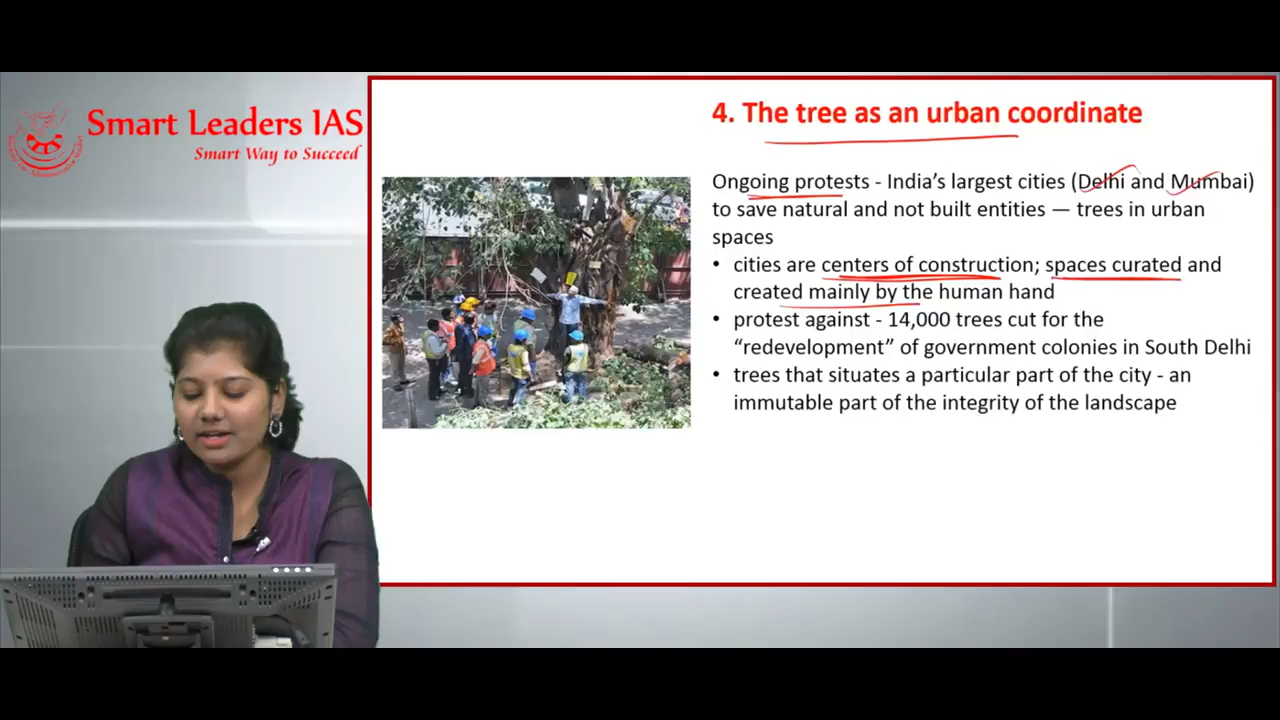 Smart Leaders IAS
Smart Way to Succeed
4. The tree as an urban coordinate
Ongoing protests - India's largest cities (Delhi and Mumbai)
to save natural and not built entities — trees in urban
spaces
• cities are centers of construction; spaces curated and
created mainly by the human hand
• protest against - 14,000 trees cut for the
“redevelopment” of government colonies in South Delhi
• trees that situates a particular part of the city - an
immutable part of the integrity of the landscape